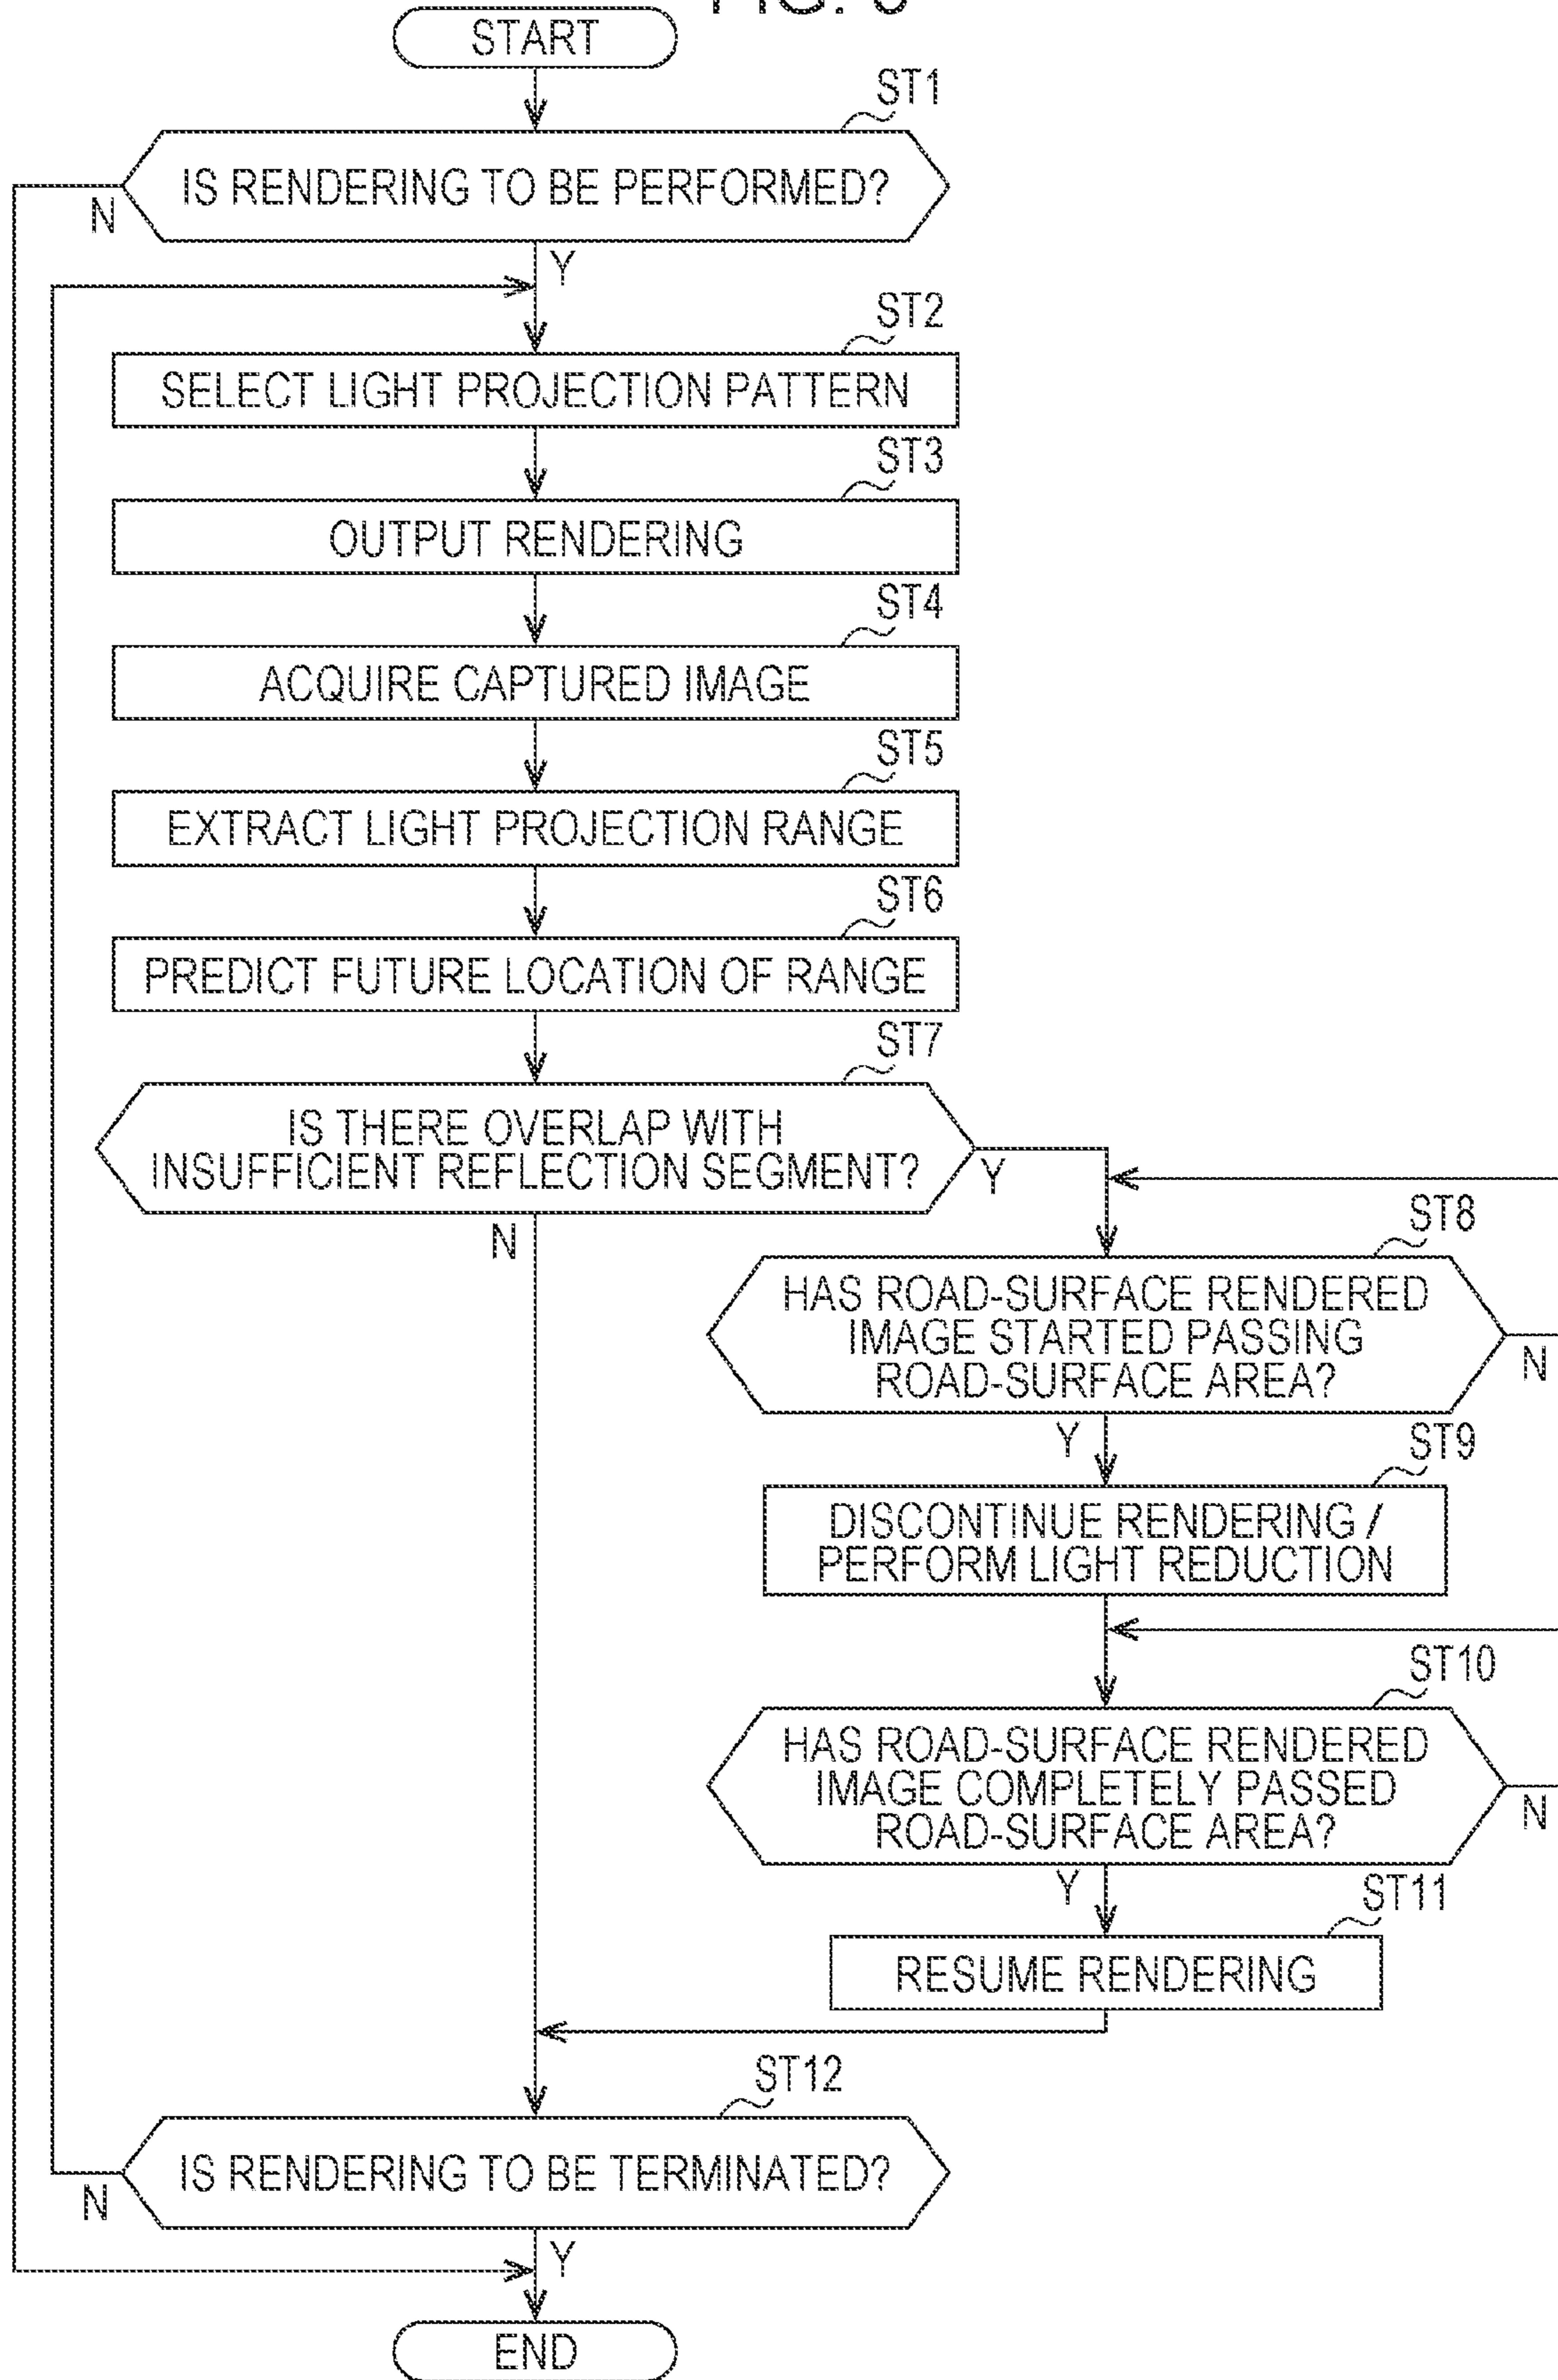 START
ST1
IS RENDERING TO BE PERFORMED?
N
Y
ST2
SELECT LIGHT PROJECTION PATTERN
ST3
OUTPUT RENDERING
ST4
ACQUIRE CAPTURED IMAGE
ST5
EXTRACT LIGHT PROJECTION RANGE
ST6
PREDICT FUTURE LOCATION OF RANGE
ST7
IS THERE OVERLAP WITH
INSUFFICIENT REFLECTION SEGMENT?
Y
N
ST8
HAS ROAD-SURFACE RENDERED
IMAGE STARTED PASSING
ROAD-SURFACE AREA?
N
Y
ST9
DISCONTINUE RENDERING /
PERFORM LIGHT REDUCTION
ST10
HAS ROAD-SURFACE RENDERED
IMAGE COMPLETELY PASSED
ROAD-SURFACE AREA?
N
Y
ST11
RESUME RENDERING
ST12
IS RENDERING TO BE TERMINATED?
N
Y
END